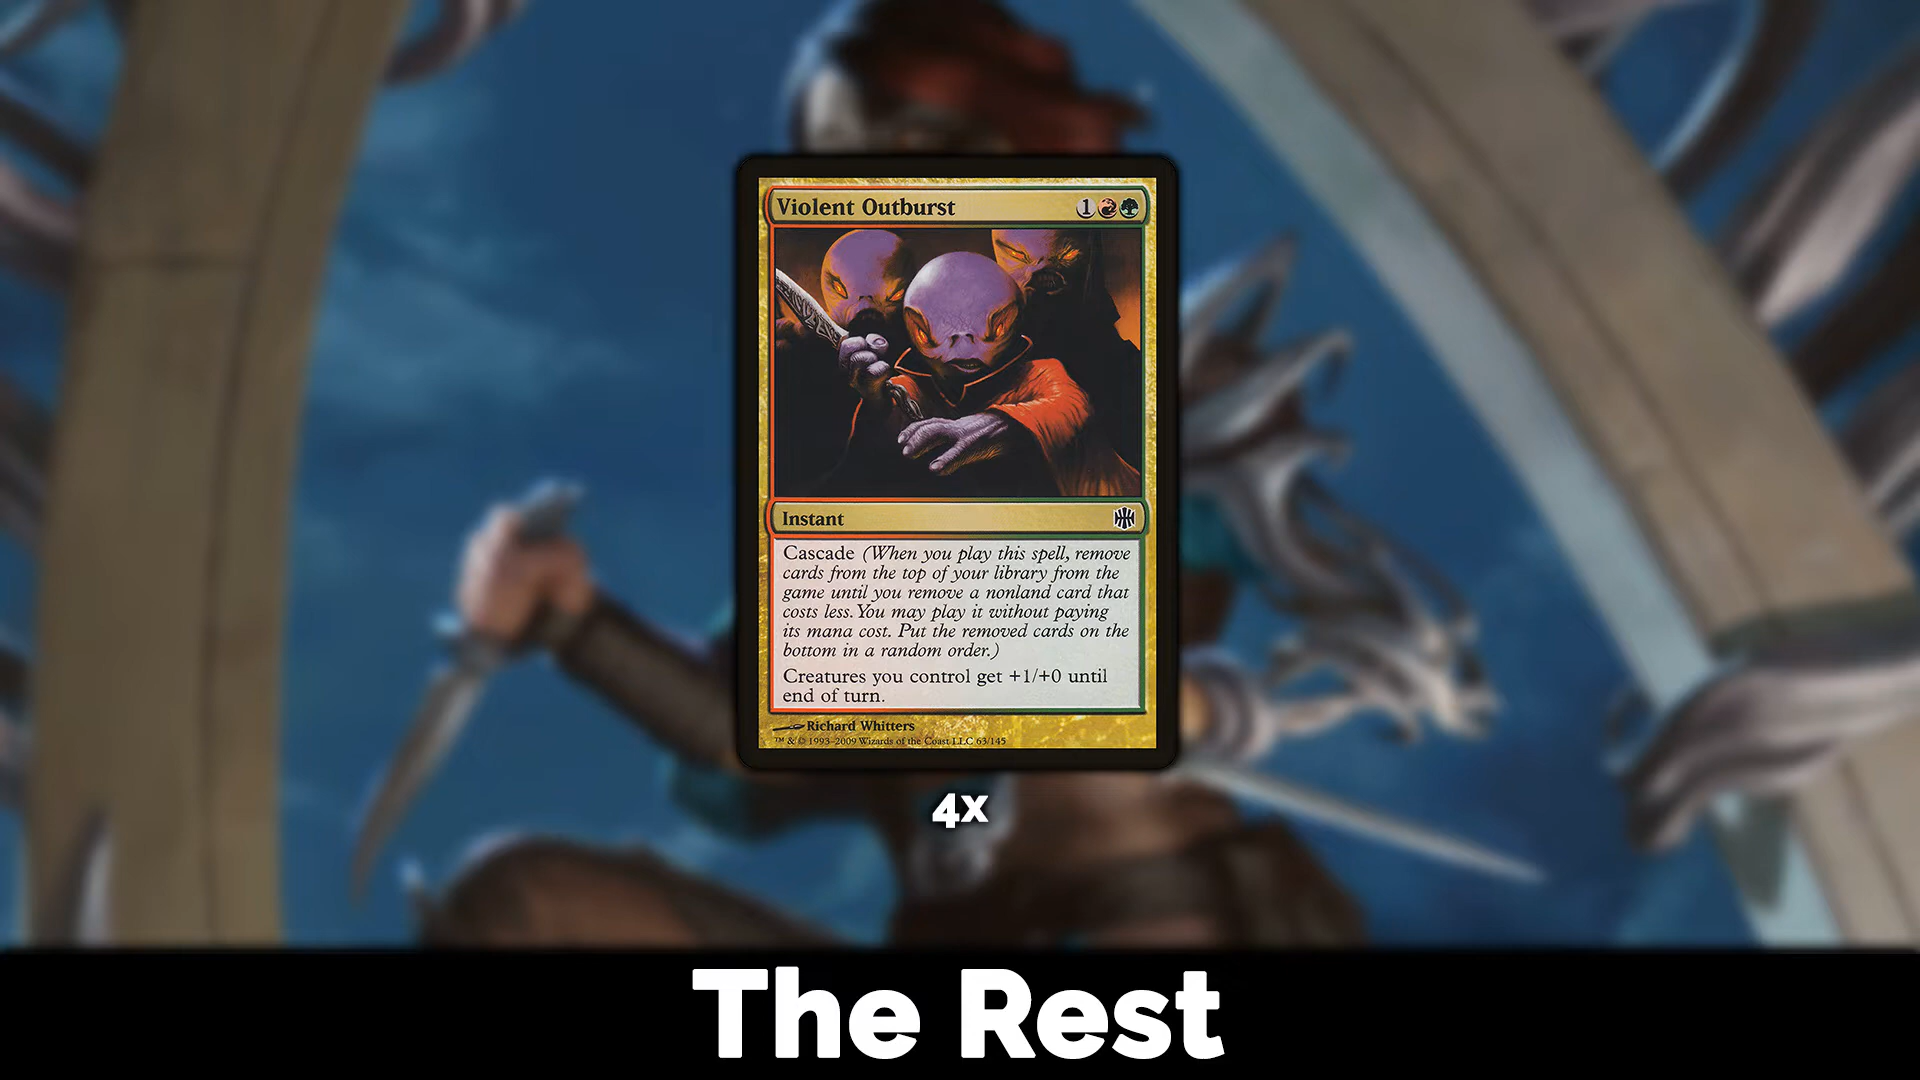 Violent Outburst 1
Instant
Cascade (When you play this spell, remove
cards from the top of your library from the
game until you remove a nonland card that
costs less. You may play it without paying
its mana cost. Put the removed cards on the
bottom in a random order.)
Creatures you control get +1/+0 until
end of turn.
Richard Whitters
™ & © 1993–2009 Wizards of the Coast LLC 63/145
4x
The Rest